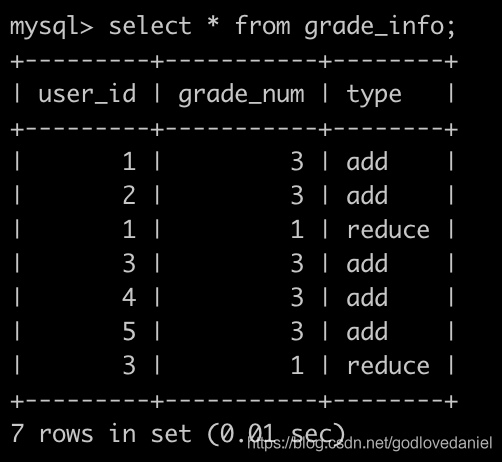 mysql> select * from grade_info;
+---------+-----------+--------+
| user_id | grade_num | type   |
+---------+-----------+--------+
|       1 |         3 | add    |
|       2 |         3 | add    |
|       1 |         1 | reduce |
|       3 |         3 | add    |
|       4 |         3 | add    |
|       5 |         3 | add    |
|       3 |         1 | reduce |
+---------+-----------+--------+
7 rows in set (0.01 sec)
https://blog.csdn.net/godlovedaniel